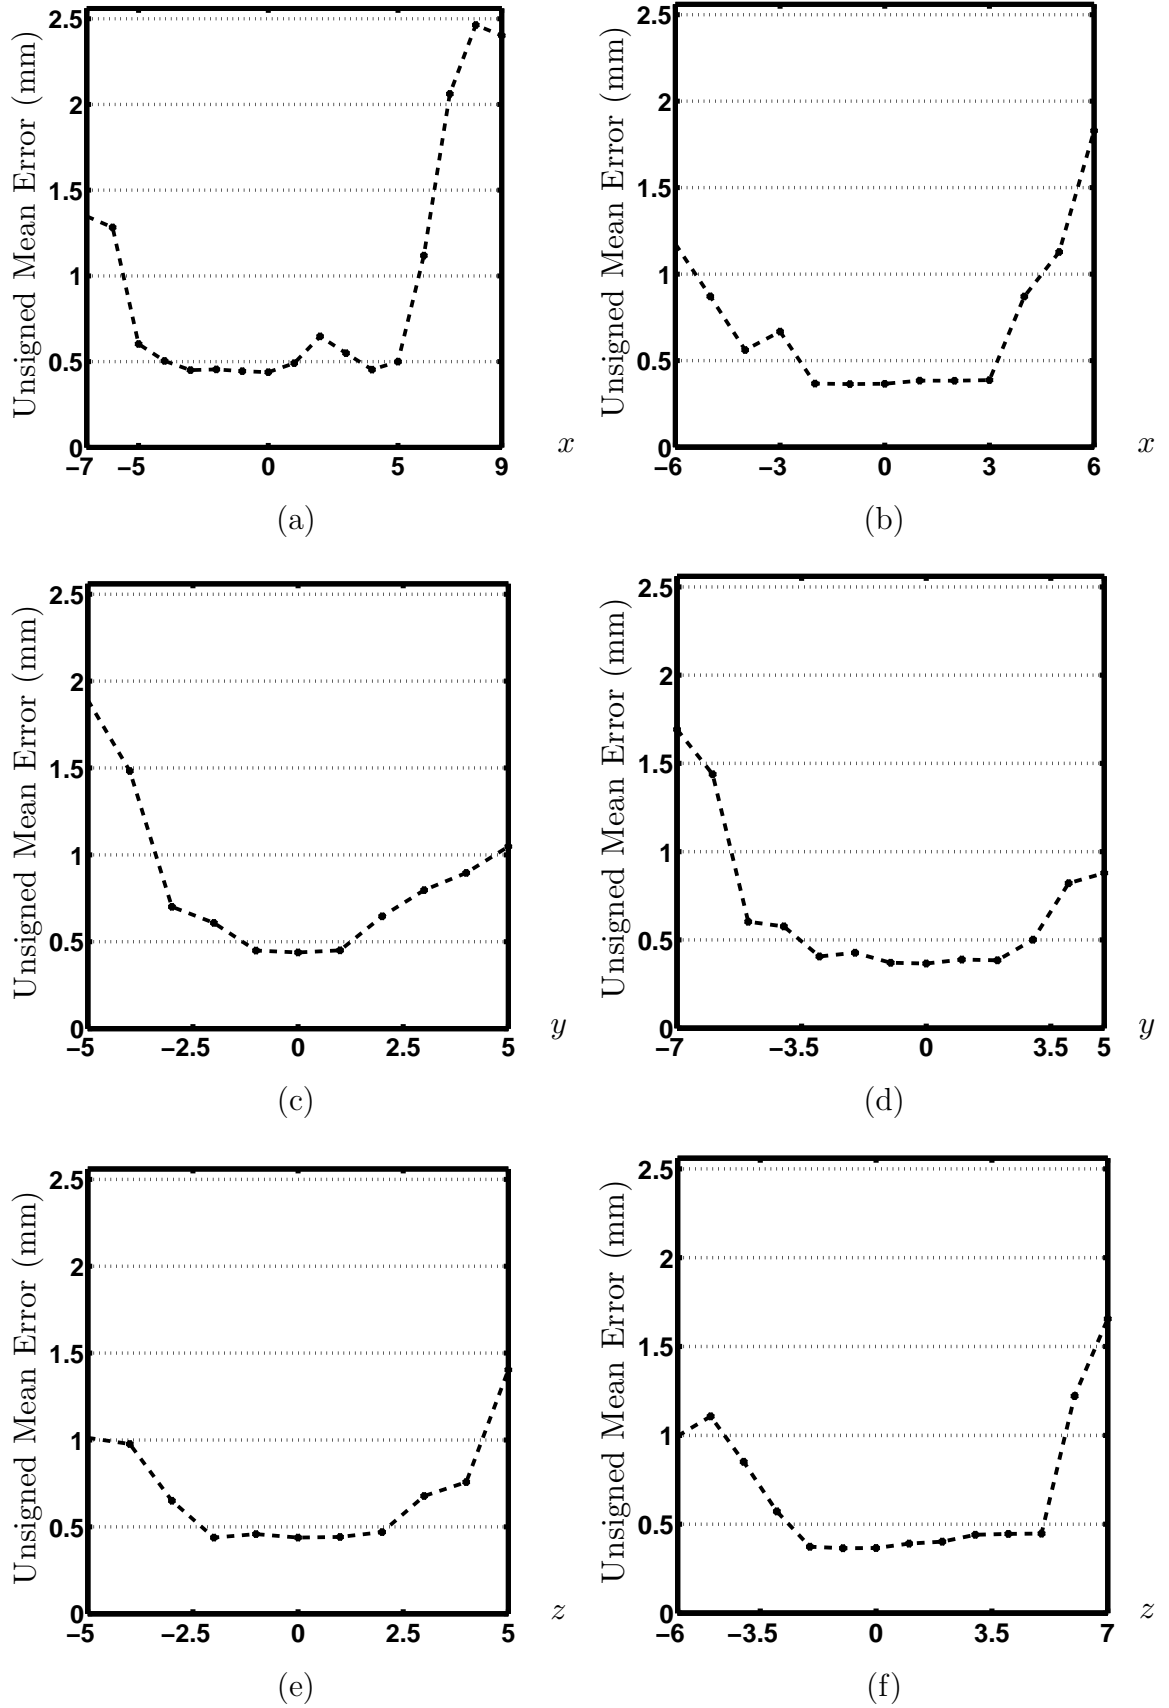 Unsigned Mean Error (mm)
2.5
2
1.5
1
0.5
0
−7 −5 0 5 9
x
(a)
Unsigned Mean Error (mm)
2.5
2
1.5
1
0.5
0
−6 −3 0 3 6
x
(b)
Unsigned Mean Error (mm)
2.5
2
1.5
1
0.5
0
−5 −2.5 0 2.5 5
y
(c)
Unsigned Mean Error (mm)
2.5
2
1.5
1
0.5
0
−7 −3.5 0 3.5 5
y
(d)
Unsigned Mean Error (mm)
2.5
2
1.5
1
0.5
0
−5 −2.5 0 2.5 5
z
(e)
Unsigned Mean Error (mm)
2.5
2
1.5
1
0.5
0
−6 −3.5 0 3.5 7
z
(f)